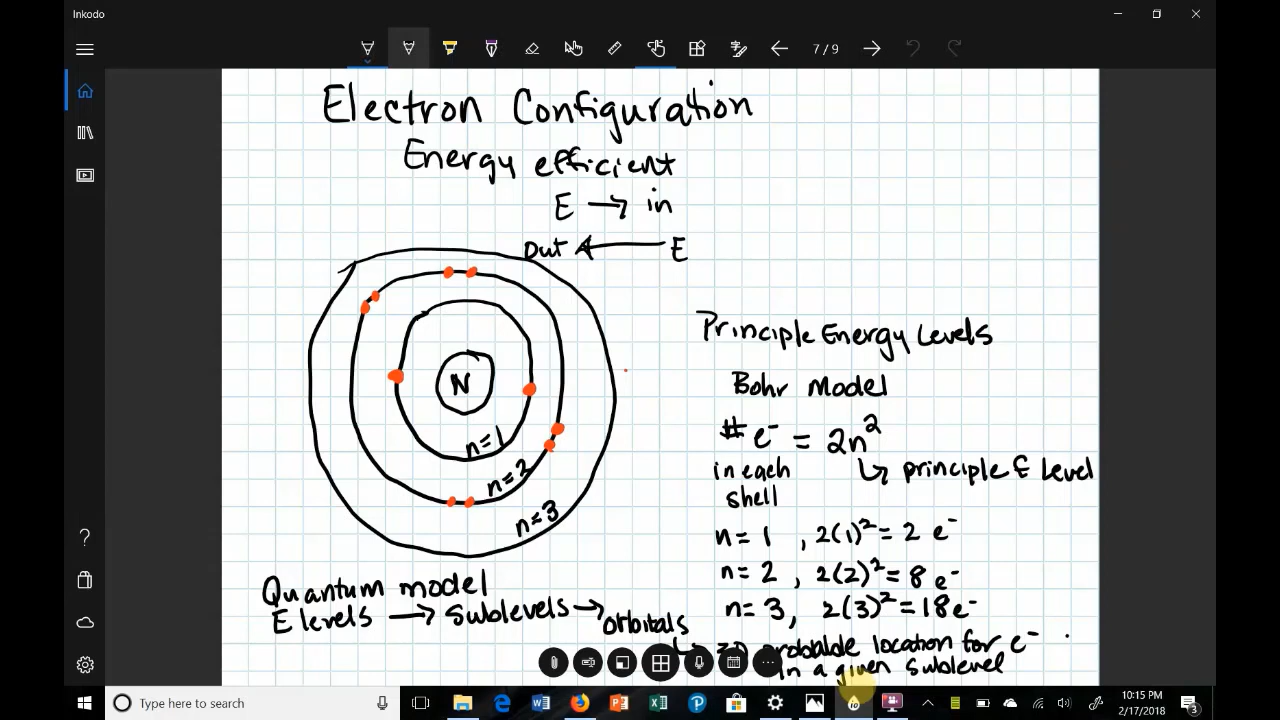 Inkodo
7 / 9
Electron Configuration
Energy efficient
E → in
out ← E
N
n=1
n=2
n=3
Principle Energy Levels
Bohr Model
# e⁻ = 2n²
in each
shell
↳ principle E Level
n = 1 , 2(1)² = 2 e⁻
n = 2 , 2(2)² = 8 e⁻
n = 3, 2(3)² = 18e⁻
Quantum model
E levels → Sublevels → orbitals
↳ probable location for e⁻
in a given sublevel
Type here to search
10:15 PM
2/17/2018
3